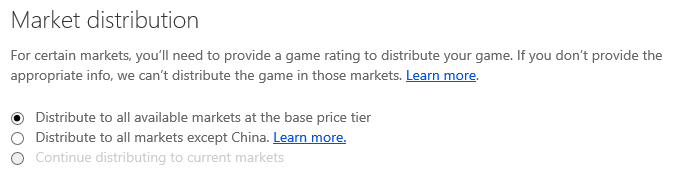 Market distribution
For certain markets, you'll need to provide a game rating to distribute your game. If you don't provide the
appropriate info, we can't distribute the game in those markets. Learn more.
Distribute to all available markets at the base price tier
Distribute to all markets except China. Learn more.
Continue distributing to current markets